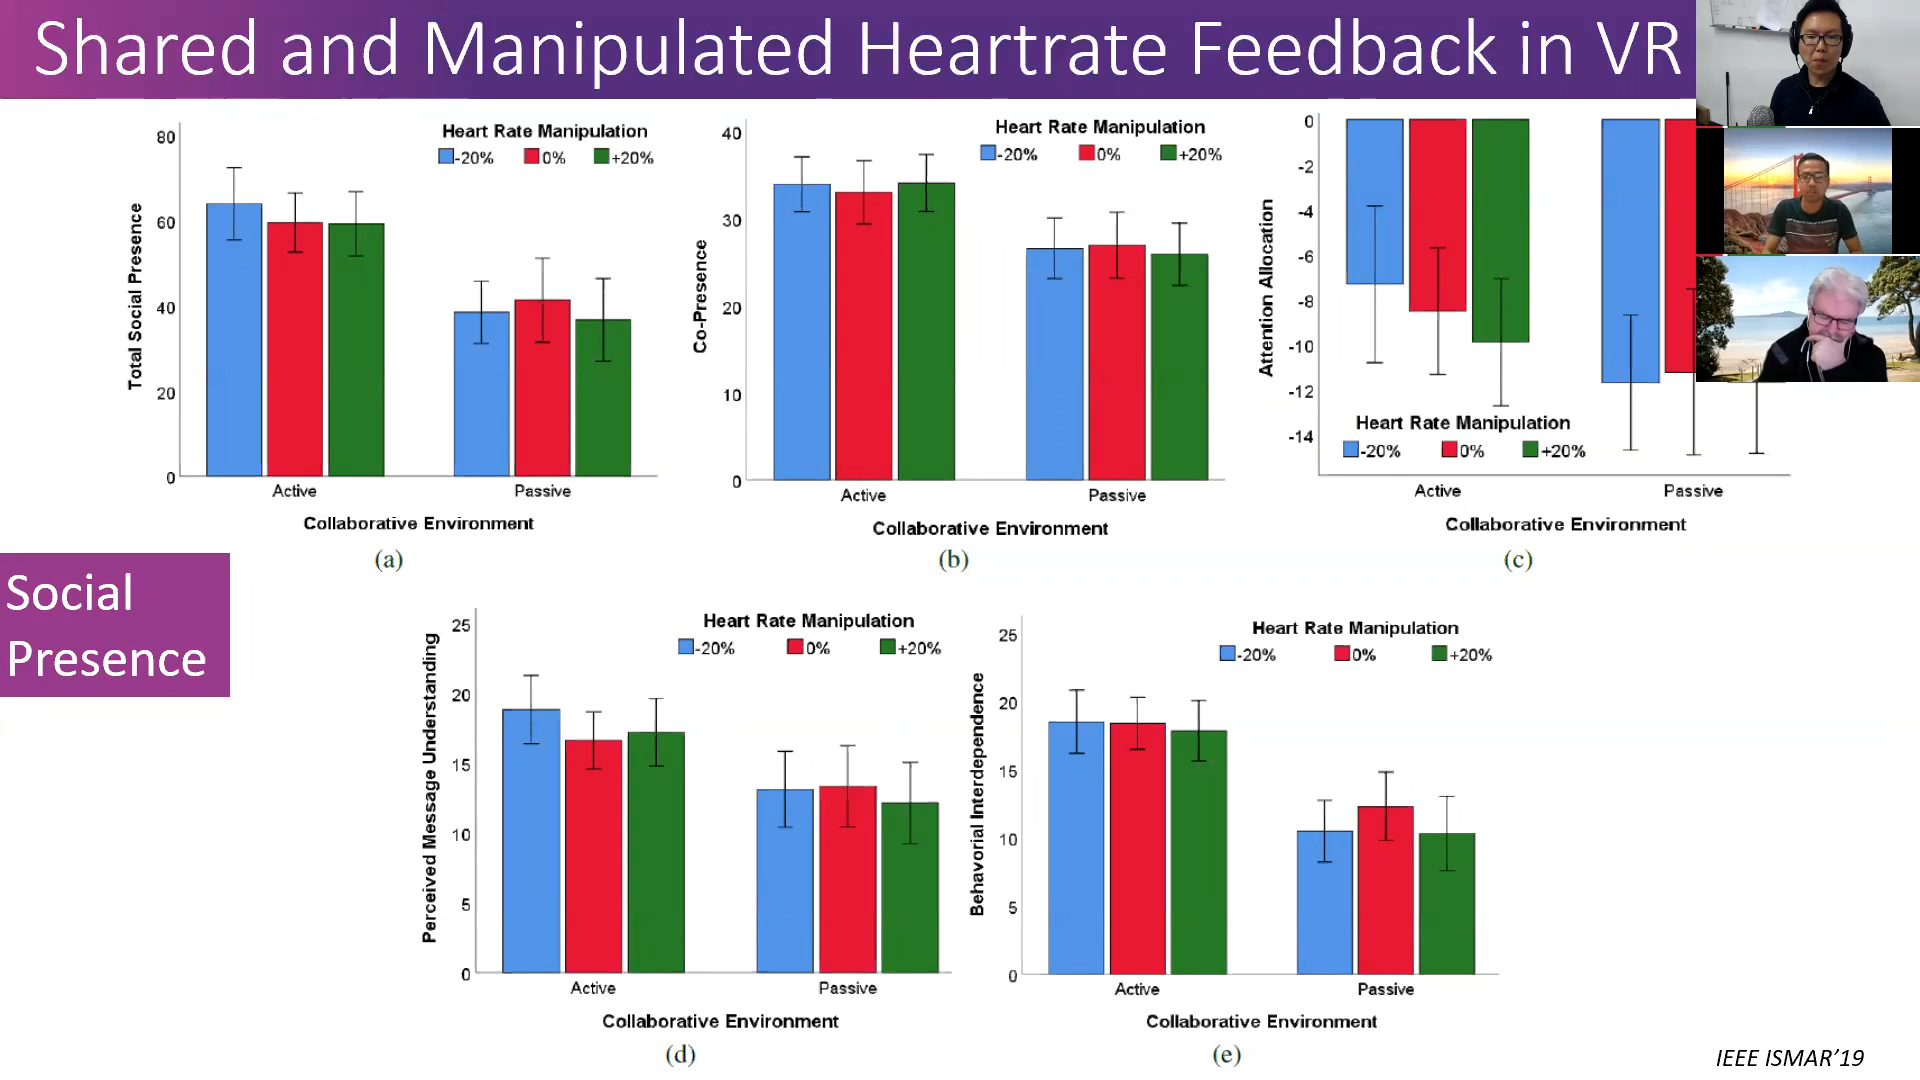 Shared and Manipulated Heartrate Feedback in VR
Heart Rate Manipulation
-20% 0% +20%
80
60
40
20
0
Total Social Presence
Active Passive
Collaborative Environment
(a)
Heart Rate Manipulation
-20% 0% +20%
40
30
20
10
0
Co-Presence
Active Passive
Collaborative Environment
(b)
0
-2
-4
-6
-8
-10
-12
-14
Attention Allocation
Heart Rate Manipulation
-20% 0% +20%
Active Passive
Collaborative Environment
(c)
Social
Presence
Heart Rate Manipulation
-20% 0% +20%
25
20
15
10
5
0
Perceived Message Understanding
Active Passive
Collaborative Environment
(d)
Heart Rate Manipulation
-20% 0% +20%
25
20
15
10
5
0
Behavorial Interdependence
Active Passive
Collaborative Environment
(e)
IEEE ISMAR’19